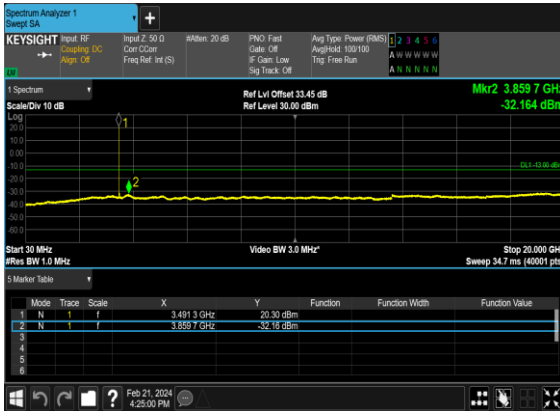 Spectrum Analyzer 1
Swept SA
+
KEYSIGHT Input: RF Input Z: 50 Ω #Atten: 20 dB PNO: Fast Avg Type: Power (RMS) 1 2 3 4 5 6
Coupling: DC Corr CCorr Gate: Off Avg|Hold: 100/100 A W W W W W
Align: Off Freq Ref: Int (S) IF Gain: Low Trig: Free Run
Sig Track: Off A N N N N N
1 Spectrum
Scale/Div 10 dB
Ref Lvl Offset 33.45 dB
Ref Level 30.00 dBm
Mkr2 3.859 7 GHz
-32.164 dBm
Log
20.0
10.0
0.00
-10.0
-20.0
-30.0
-40.0
-50.0
-60.0
1
2
DL1 -13.00 dBm
Start 30 MHz Video BW 3.0 MHz* Stop 20.000 GHz
#Res BW 1.0 MHz Sweep 34.7 ms (40001 pts)
5 Marker Table
Mode Trace Scale X Y Function Function Width Function Value
1 N 1 f 3.491 3 GHz 20.30 dBm
2 N 1 f 3.859 7 GHz -32.16 dBm
3
4
5
6
?
Feb 21, 2024
4:25:00 PM